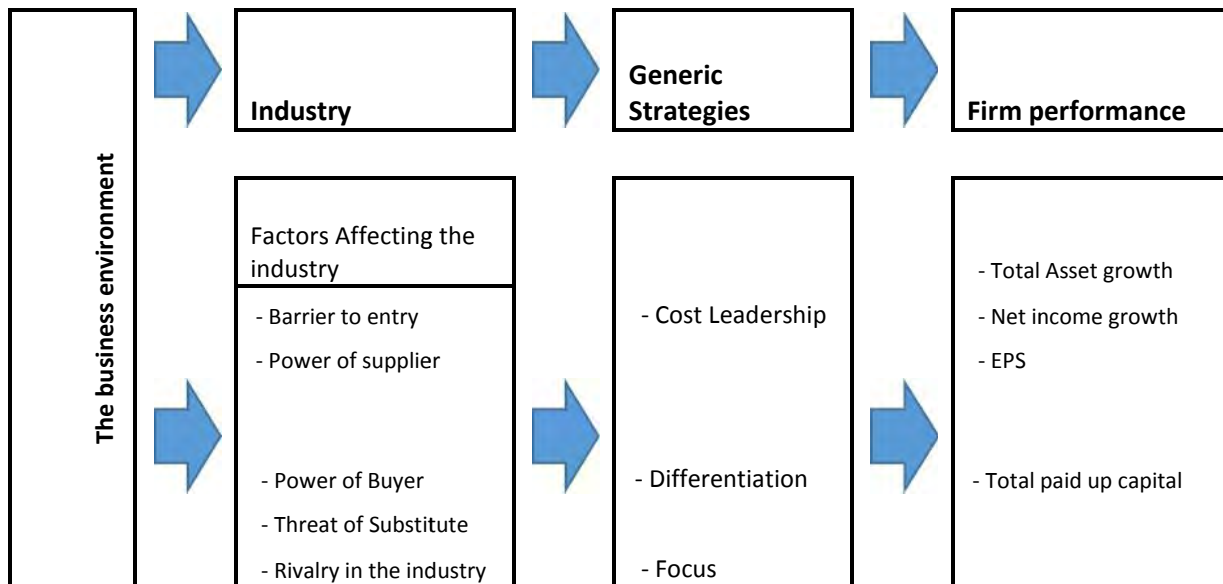 The business environment
Industry
Generic
Strategies
Firm performance
Factors Affecting the
industry
- Barrier to entry
- Power of supplier
- Power of Buyer
- Threat of Substitute
- Rivalry in the industry
- Cost Leadership
- Differentiation
- Focus
- Total Asset growth
- Net income growth
- EPS
- Total paid up capital